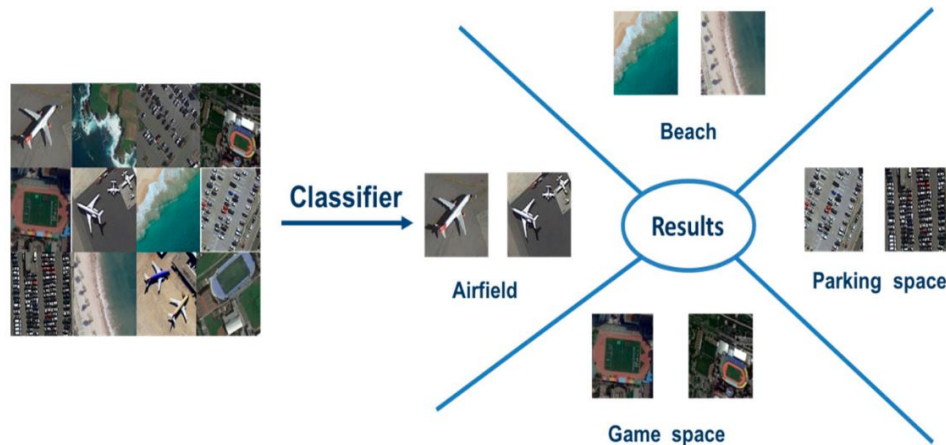 Beach
Classifier
Results
Airfield
Parking space
Game space